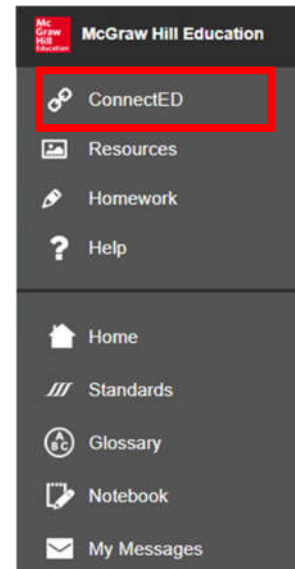 Mc
Graw
Hill
Education
McGraw Hill Education
ConnectED
Resources
Homework
? Help
Home
Standards
A
B C
Glossary
Notebook
My Messages